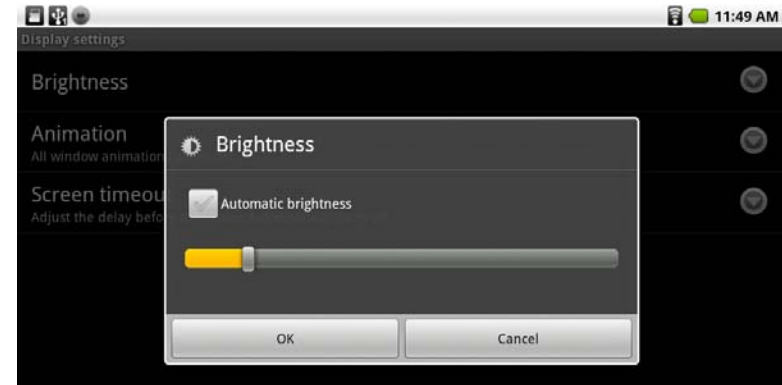 11:49 AM
Display settings
Brightness
Animation
All window animation
Screen timeou
Adjust the delay befo
Brightness
Automatic brightness
OK
Cancel